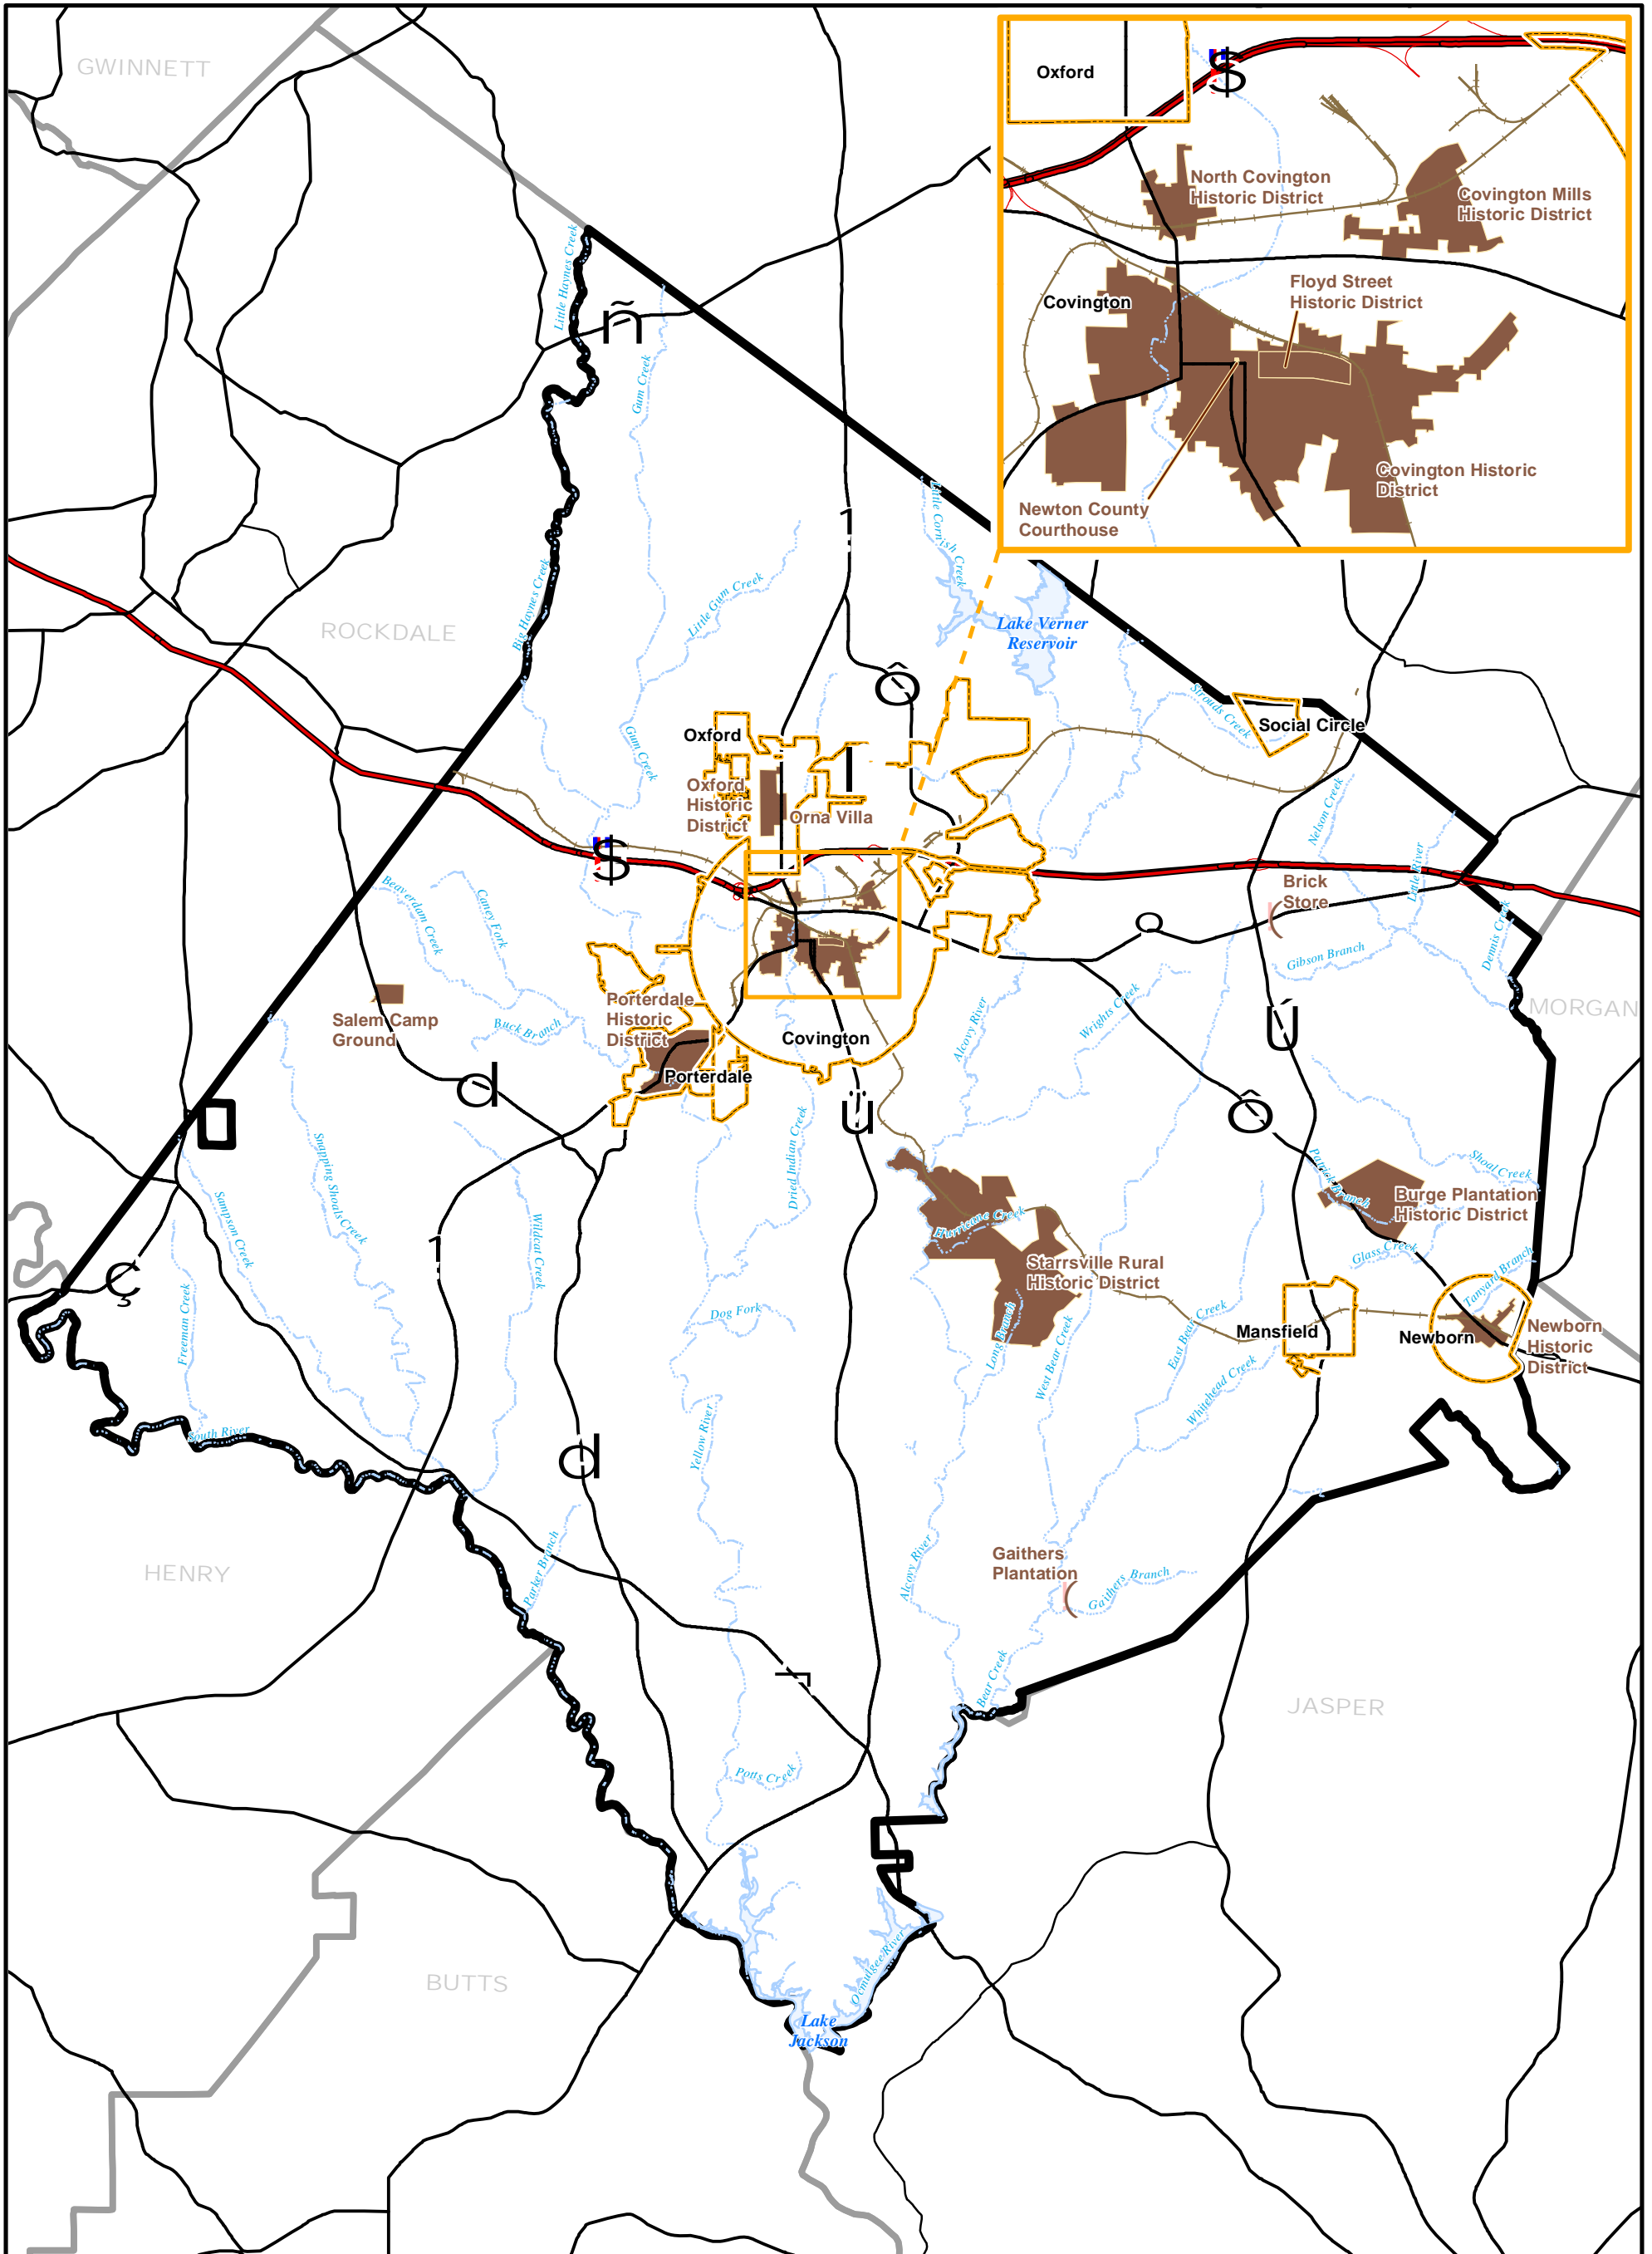 GWINNETT
Oxford
$
North Covington
Historic District
Covington Mills
Historic District
Floyd Street
Historic District
Covington
Covington Historic
District
Newton County
Courthouse
Little Haynes Creek
ñ
Gum Creek
Little Cornish Creek
1
Big Haynes Creek
Little Gum Creek
ROCKDALE
Lake Verner
Reservoir
Ô
Strouds Creek
Social Circle
Oxford
Gum Creek
Oxford
Historic
District
Orna Villa
Nelson Creek
$
Little River
Brick
Store
(
Beaverdam Creek
Caney Fork
o
Dennis Creek
Gibson Branch
Porterdale
Historic
District
MORGAN
Salem Camp
Ground
Buck Branch
Alcovy River
Wrights Creek
Ú
Covington
Porterdale
d
ü
Ô
Dried Indian Creek
Snapping Shoals Creek
Patrick Branch
Shoal Creek
Burge Plantation
Historic District
Sampson Creek
Wildcat Creek
Hurricane Creek
1
Glass Creek
Tanyard Branch
Starrsville Rural
Historic District
Ç
Freeman Creek
Dog Fork
Long Branch
West Bear Creek
East Bear Creek
Mansfield
Newborn
Newborn
Historic
District
Whitehead Creek
South River
Yellow River
d
HENRY
Parker Branch
Alcovy River
Gaithers
Plantation
(
Gaithers Branch
Bear Creek
JASPER
Potts Creek
BUTTS
Ocmulgee River
Lake
Jackson